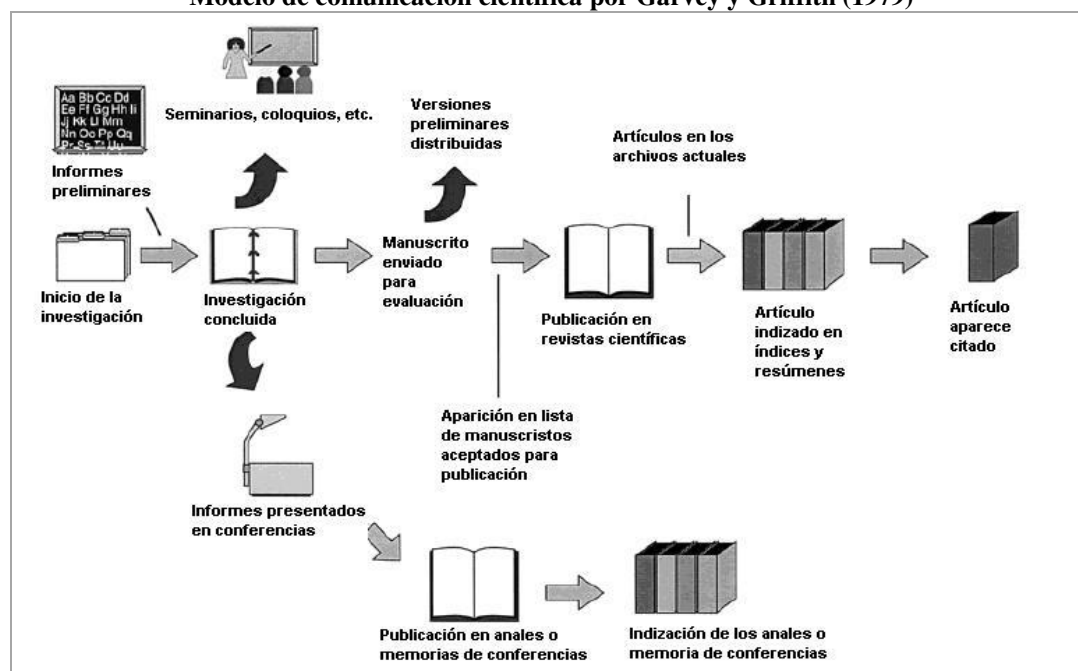 Modelo de comunicación científica por Garvey y Griffith (1979)
Aa Bb Cc Dd
Ee Ff Gg Hh Ii
Jj Kk Ll Mm
Nn Oo Pp Qq
Seminarios, coloquios, etc.
Versiones
preliminares
distribuidas
Artículos en los
archivos actuales
Informes
preliminares
Inicio de la
investigación
Investigación
concluida
Manuscrito
enviado
para
evaluación
Publicación en
revistas científicas
Artículo
indizado en
índices y
resúmenes
Artículo
aparece
citado
Aparición en lista
de manuscristos
aceptados para
publicación
Informes presentados
en conferencias
Publicación en anales o
memorias de conferencias
Indización de los anales o
memoria de conferencias